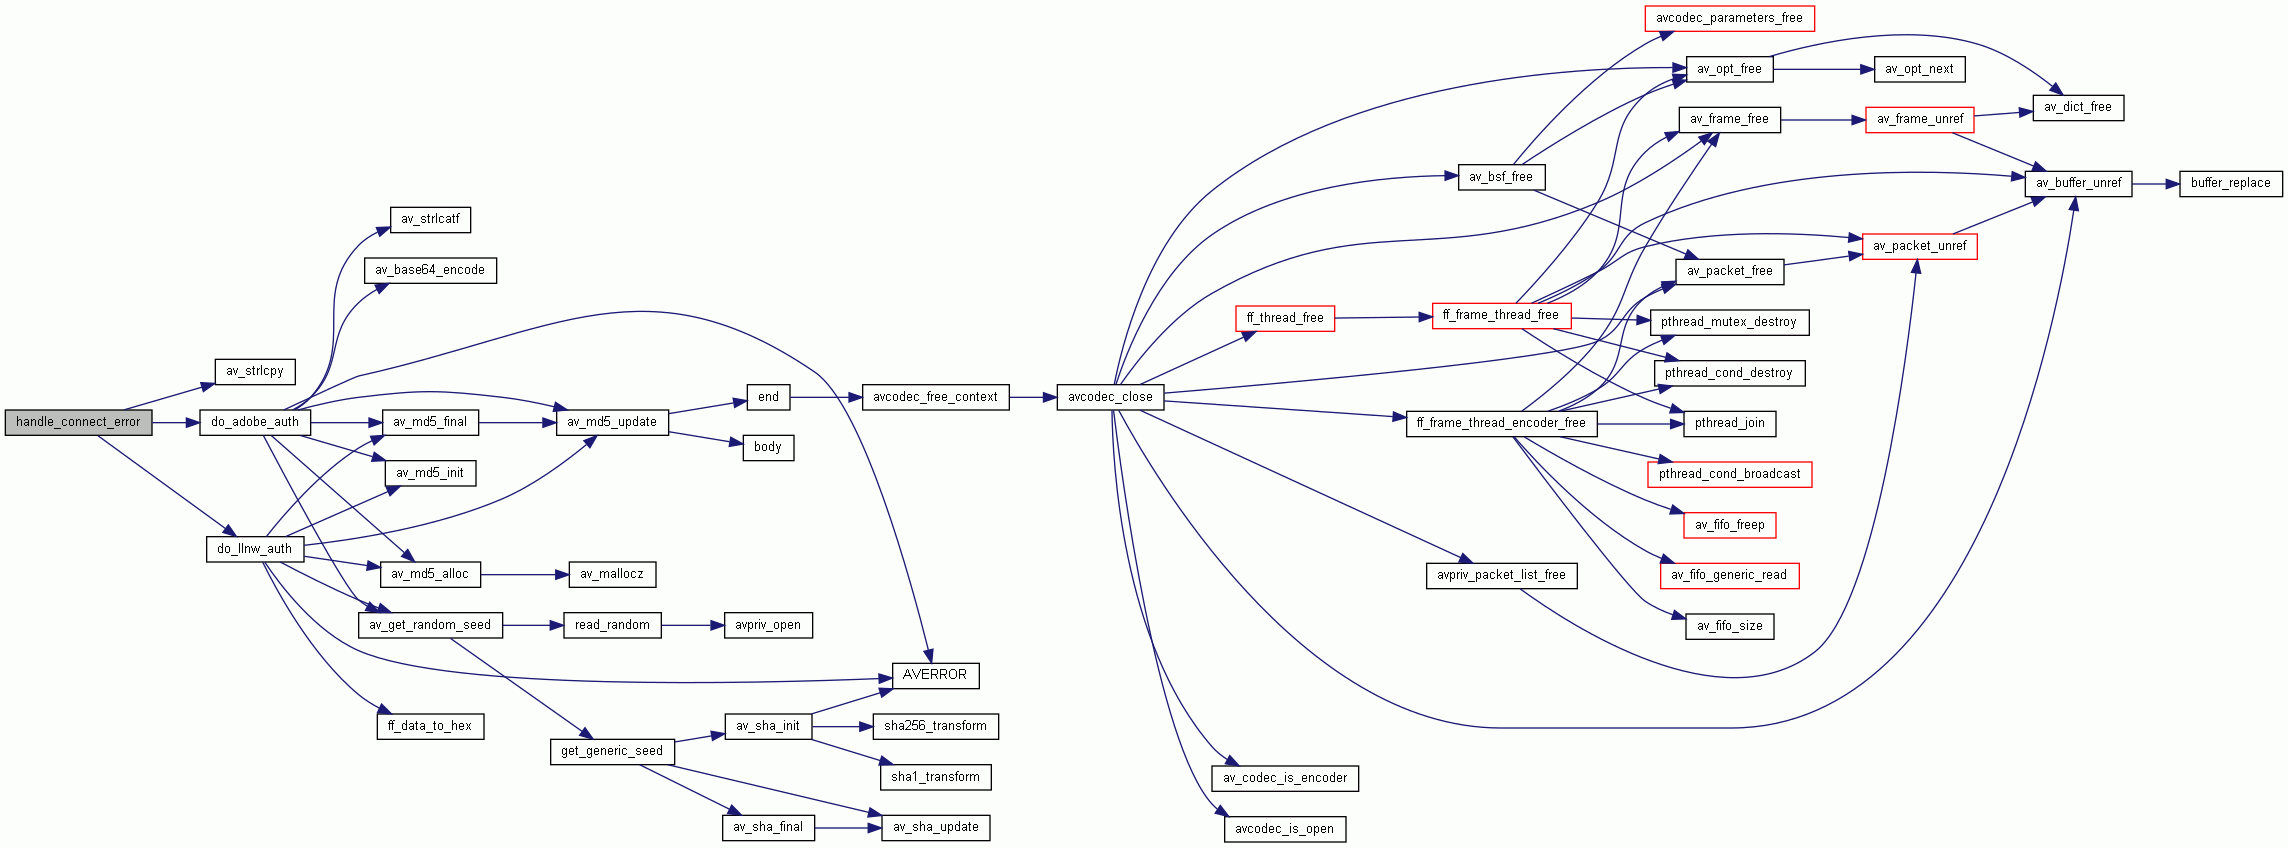 handle_connect_error
av_strlcpy
do_adobe_auth
do_llnw_auth
av_strlcatf
av_base64_encode
av_md5_final
av_md5_init
av_md5_alloc
av_get_random_seed
ff_data_to_hex
av_md5_update
av_mallocz
read_random
get_generic_seed
end
body
avpriv_open
av_sha_init
av_sha_final
avcodec_free_context
AVERROR
sha256_transform
sha1_transform
av_sha_update
avcodec_close
ff_thread_free
av_codec_is_encoder
avcodec_is_open
av_bsf_free
ff_frame_thread_free
ff_frame_thread_encoder_free
avpriv_packet_list_free
avcodec_parameters_free
av_opt_free
av_frame_free
av_packet_free
pthread_mutex_destroy
pthread_cond_destroy
pthread_join
pthread_cond_broadcast
av_fifo_freep
av_fifo_generic_read
av_fifo_size
av_opt_next
av_frame_unref
av_packet_unref
av_dict_free
av_buffer_unref
buffer_replace